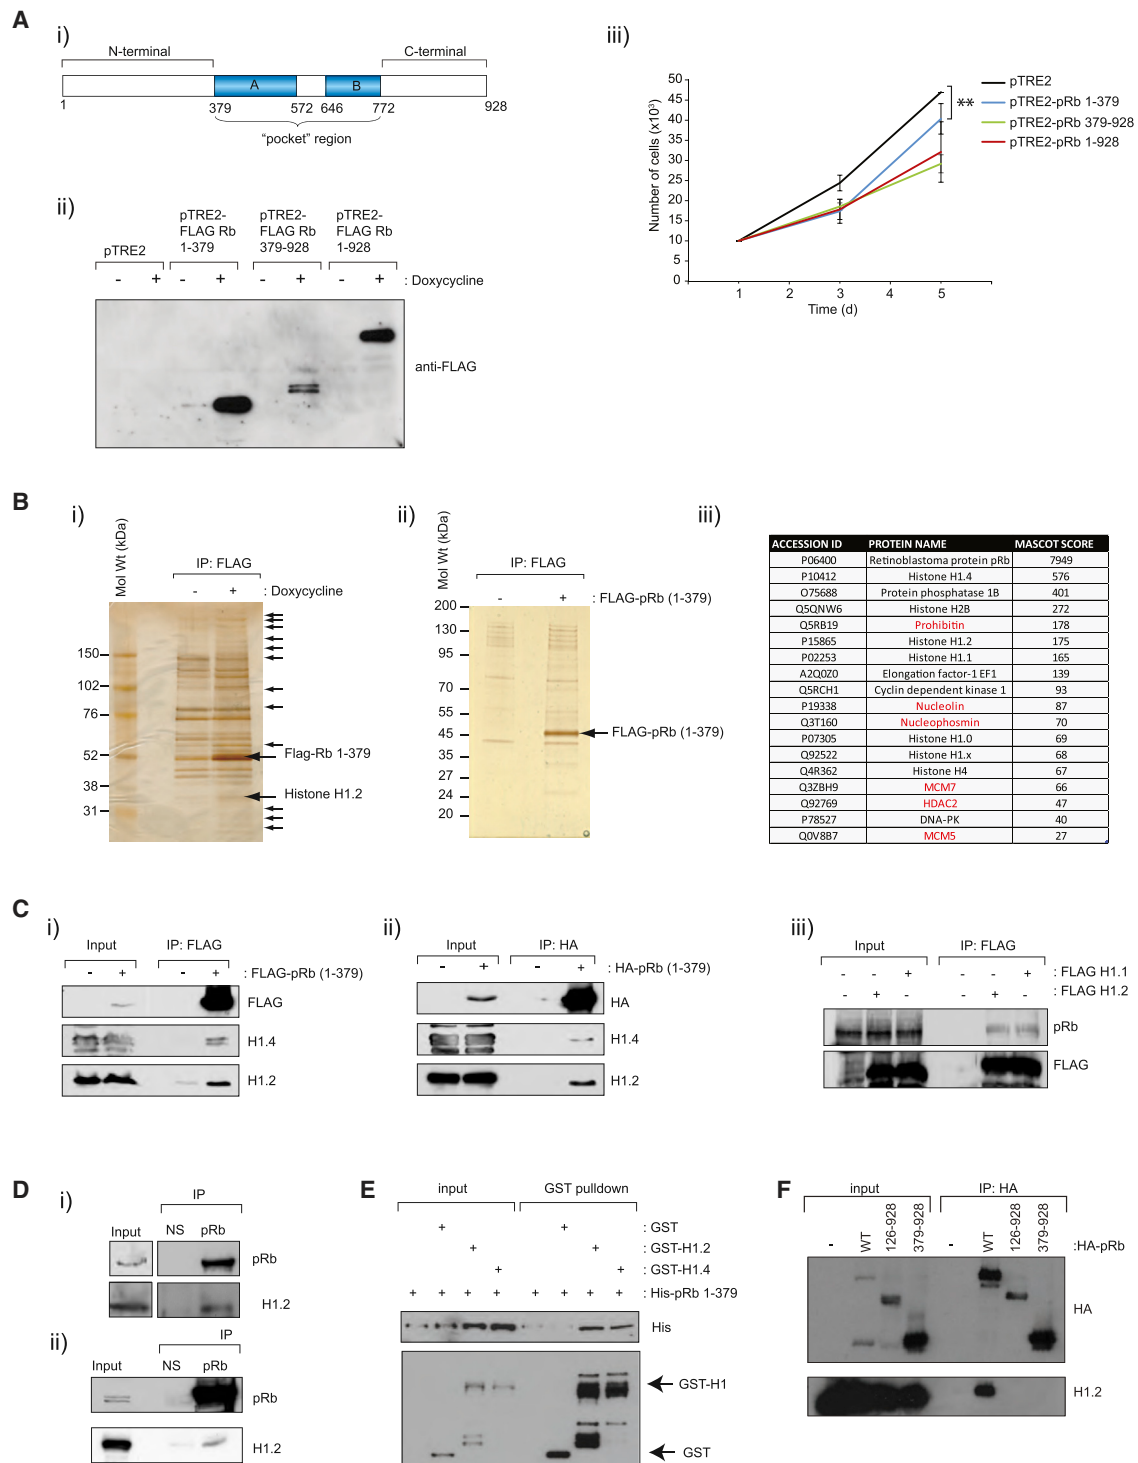 A
i)
N-terminal
C-terminal
A
B
1
379
572
646
772
928
“pocket” region
ii)
pTRE2
pTRE2-
FLAG Rb
1-379
pTRE2-
FLAG Rb
379-928
pTRE2-
FLAG Rb
1-928
- + - + - + - + : Doxycycline
anti-FLAG
iii)
Number of cells (x10³)
50
45
40
35
30
25
20
15
10
5
0
1 2 3 4 5
Time (d)
**
pTRE2
pTRE2-pRb 1-379
pTRE2-pRb 379-928
pTRE2-pRb 1-928
B
i)
Mol Wt (kDa)
IP: FLAG
- + : Doxycycline
150
102
76
52
38
31
Flag-Rb 1-379
Histone H1.2
ii)
Mol Wt (kDa)
IP: FLAG
- + : FLAG-pRb (1-379)
200
130
95
70
55
45
35
27
24
20
FLAG-pRb (1-379)
iii)
ACCESSION ID PROTEIN NAME MASCOT SCORE
P06400 Retinoblastoma protein pRb 7949
P10412 Histone H1.4 576
O75688 Protein phosphatase 1B 401
Q5QNW6 Histone H2B 272
Q5RB19 Prohibitin 178
P15865 Histone H1.2 175
P02253 Histone H1.1 165
A2Q0Z0 Elongation factor-1 EF1 139
Q5RCH1 Cyclin dependent kinase 1 93
P19338 Nucleolin 87
Q3T160 Nucleophosmin 70
P07305 Histone H1.0 69
Q92522 Histone H1.x 68
Q4R362 Histone H4 67
Q3ZBH9 MCM7 66
Q92769 HDAC2 47
P78527 DNA-PK 40
Q0V8B7 MCM5 27
C
i)
Input IP: FLAG
- + - + : FLAG-pRb (1-379)
FLAG
H1.4
H1.2
ii)
Input IP: HA
- + - + : HA-pRb (1-379)
HA
H1.4
H1.2
iii)
Input IP: FLAG
- - + - - + : FLAG H1.1
- + - - + - : FLAG H1.2
pRb
FLAG
D
i)
IP
Input NS pRb
pRb
H1.2
ii)
IP
Input NS pRb
pRb
H1.2
E
input GST pulldown
+ + : GST
+ + : GST-H1.2
+ + : GST-H1.4
+ + + + + + + + : His-pRb 1-379
His
GST-H1
GST
F
input IP: HA
- WT 126-928 379-928 - WT 126-928 379-928 :HA-pRb
HA
H1.2